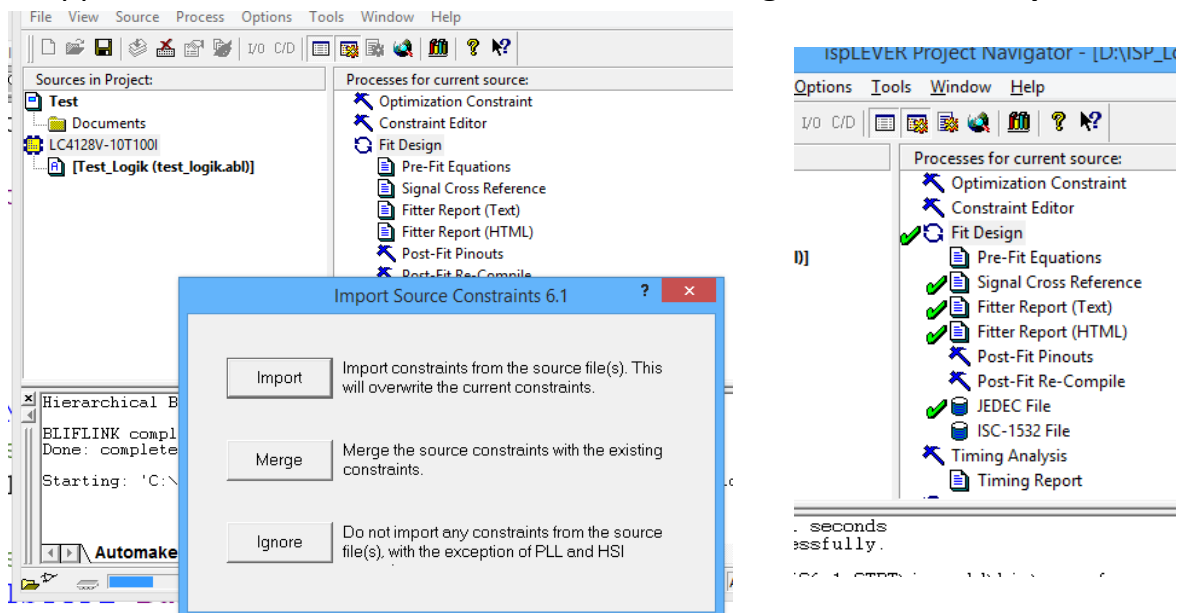 File View Source Process Options Tools Window Help
I/O C/D
Sources in Project:
Test
Documents
LC4128V-10T100I
[Test_Logik (test_logik.abl)]
Processes for current source:
Optimization Constraint
Constraint Editor
Fit Design
Pre-Fit Equations
Signal Cross Reference
Fitter Report (Text)
Fitter Report (HTML)
Post-Fit Pinouts
Post-Fit Re-Compile
Import Source Constraints 6.1
? ×
Import
Import constraints from the source file(s). This
will overwrite the current constraints.
Merge
Merge the source constraints with the existing
constraints.
Ignore
Do not import any constraints from the source
file(s), with the exception of PLL and HSI
Hierarchical B
BLIFLINK compl
Done: complete
Starting: 'C:\
Automake
ispLEVER Project Navigator - [D:\ISP_Lo
Options Tools Window Help
I/O C/D
l)]
Processes for current source:
Optimization Constraint
Constraint Editor
Fit Design
Pre-Fit Equations
Signal Cross Reference
Fitter Report (Text)
Fitter Report (HTML)
Post-Fit Pinouts
Post-Fit Re-Compile
JEDEC File
ISC-1532 File
Timing Analysis
Timing Report
. seconds
essfully.